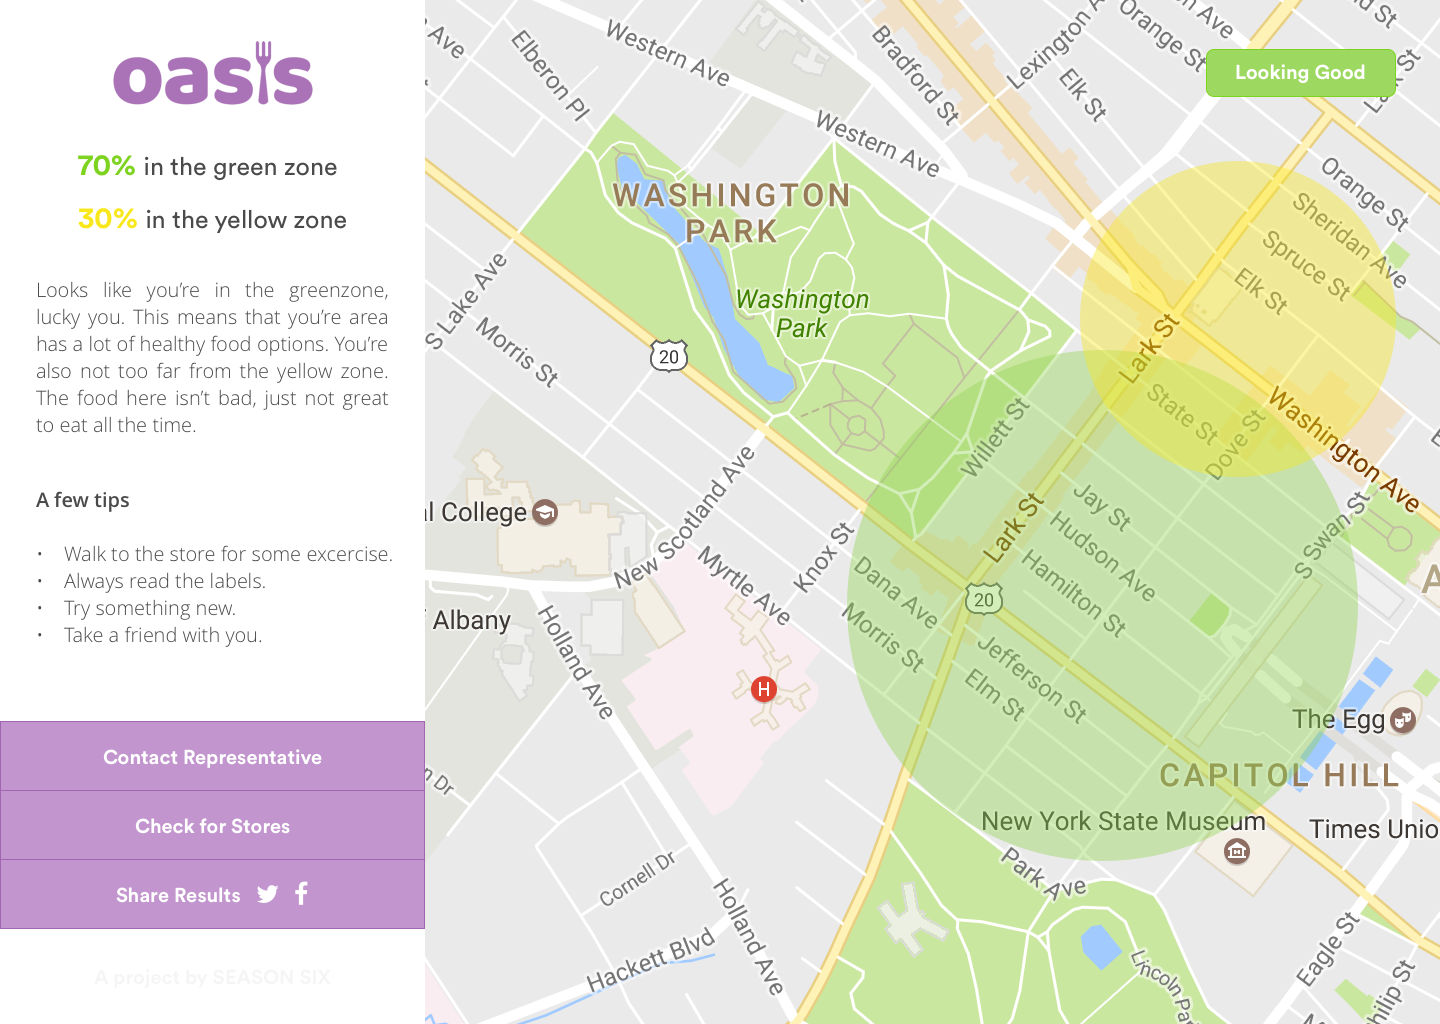 oasis
70% in the green zone
30% in the yellow zone
Looks like you're in the greenzone,
lucky you. This means that you're area
has a lot of healthy food options. You're
also not too far from the yellow zone.
The food here isn't bad, just not great
to eat all the time.
A few tips
• Walk to the store for some excercise.
• Always read the labels.
• Try something new.
• Take a friend with you.
Contact Representative
Check for Stores
Share Results
A project by SEASON SIX
Looking Good
Ave
Elberon Pl
Western Ave
Bradford St
Lexington A
Orange St
n Ave
Elk St
Western Ave
WASHINGTON
PARK
Washington
Park
S Lake Ave
Morris St
20
Orange St
Sheridan Ave
Spruce St
Elk St
Lark St
State St
Dove St
Washington Ave
Willett St
Lark St
Jay St
Hudson Ave
Hamilton St
S Swan St
l College
New Scotland Ave
Myrtle Ave
Knox St
Dana Ave
Morris St
20
Jefferson St
Elm St
Albany
Holland Ave
H
The Egg
CAPITOL HILL
New York State Museum
Times Unio
n Dr
Cornell Dr
Park Ave
Holland Ave
Hackett Blvd
Lincoln Par
Eagle St
hilip St